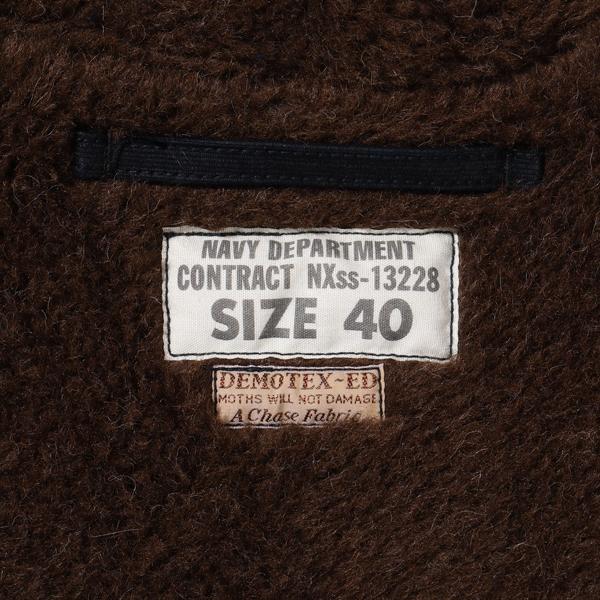 NAVY DEPARTMENT
CONTRACT NXss-13228
SIZE 40
DEMOTEX~ED
MOTHS WILL NOT DAMAGE
A Chase Fabric